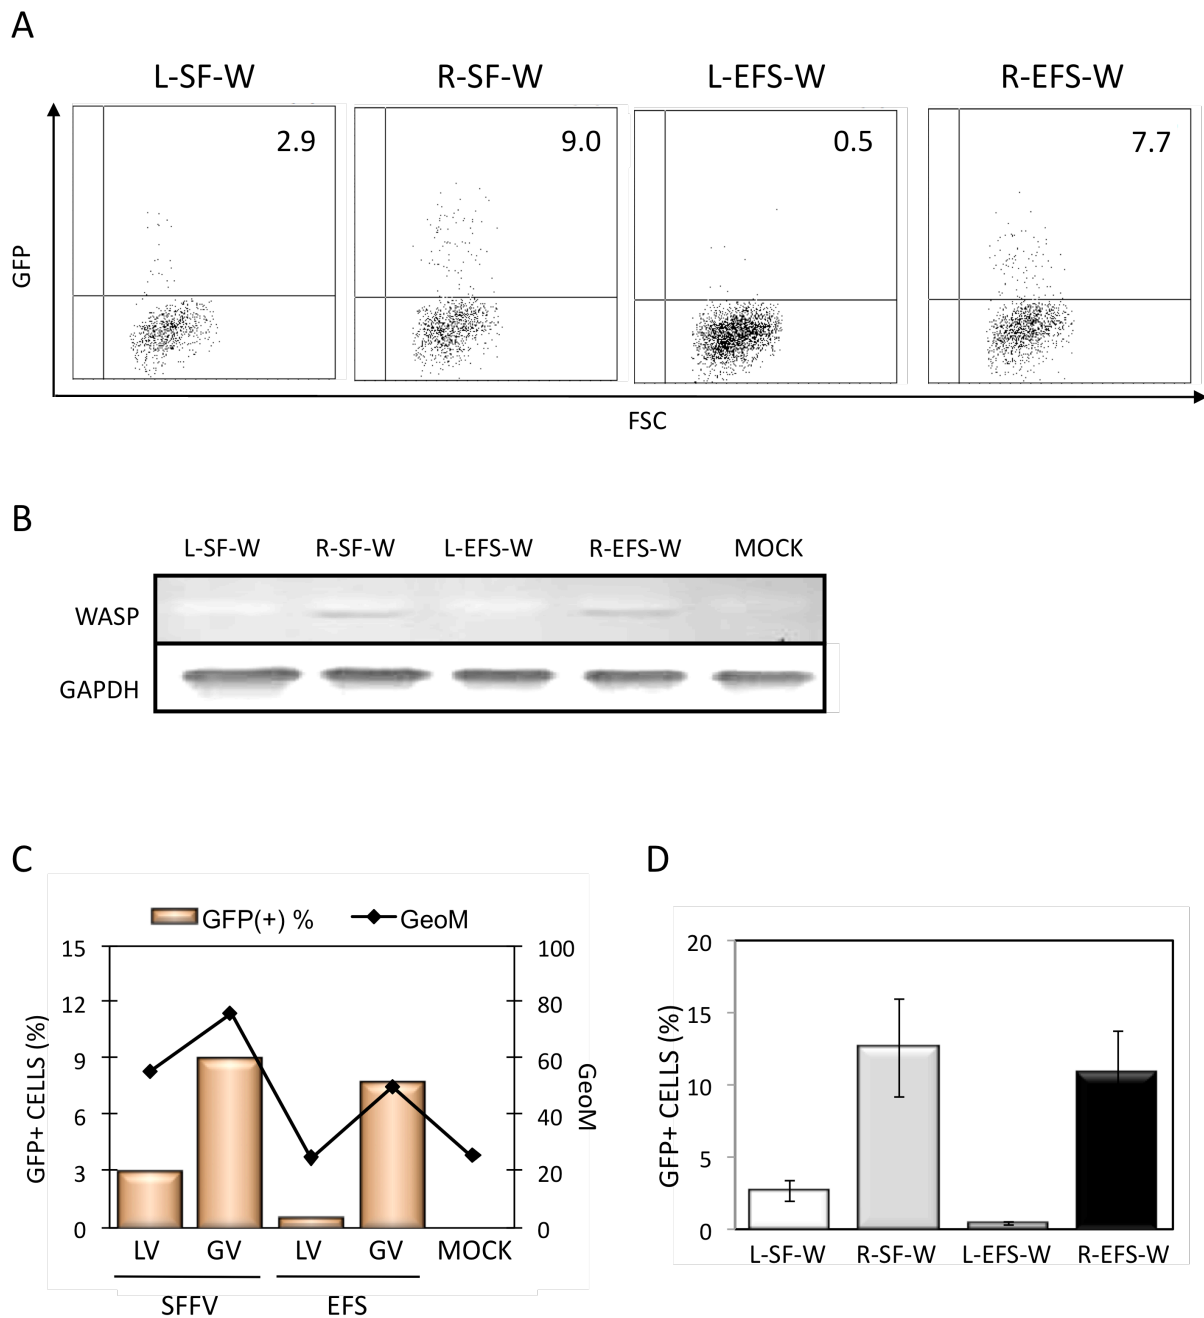 A
L-SF-W R-SF-W L-EFS-W R-EFS-W
2.9 9.0 0.5 7.7
GFP
FSC
B
L-SF-W R-SF-W L-EFS-W R-EFS-W MOCK
WASP
GAPDH
C
GFP(+) % GeoM
15 100
12 80
9 60
6 40
3 20
0 0
GFP+ CELLS (%)
GeoM
LV GV LV GV MOCK
SFFV EFS
D
20
15
10
5
0
GFP+ CELLS (%)
L-SF-W R-SF-W L-EFS-W R-EFS-W